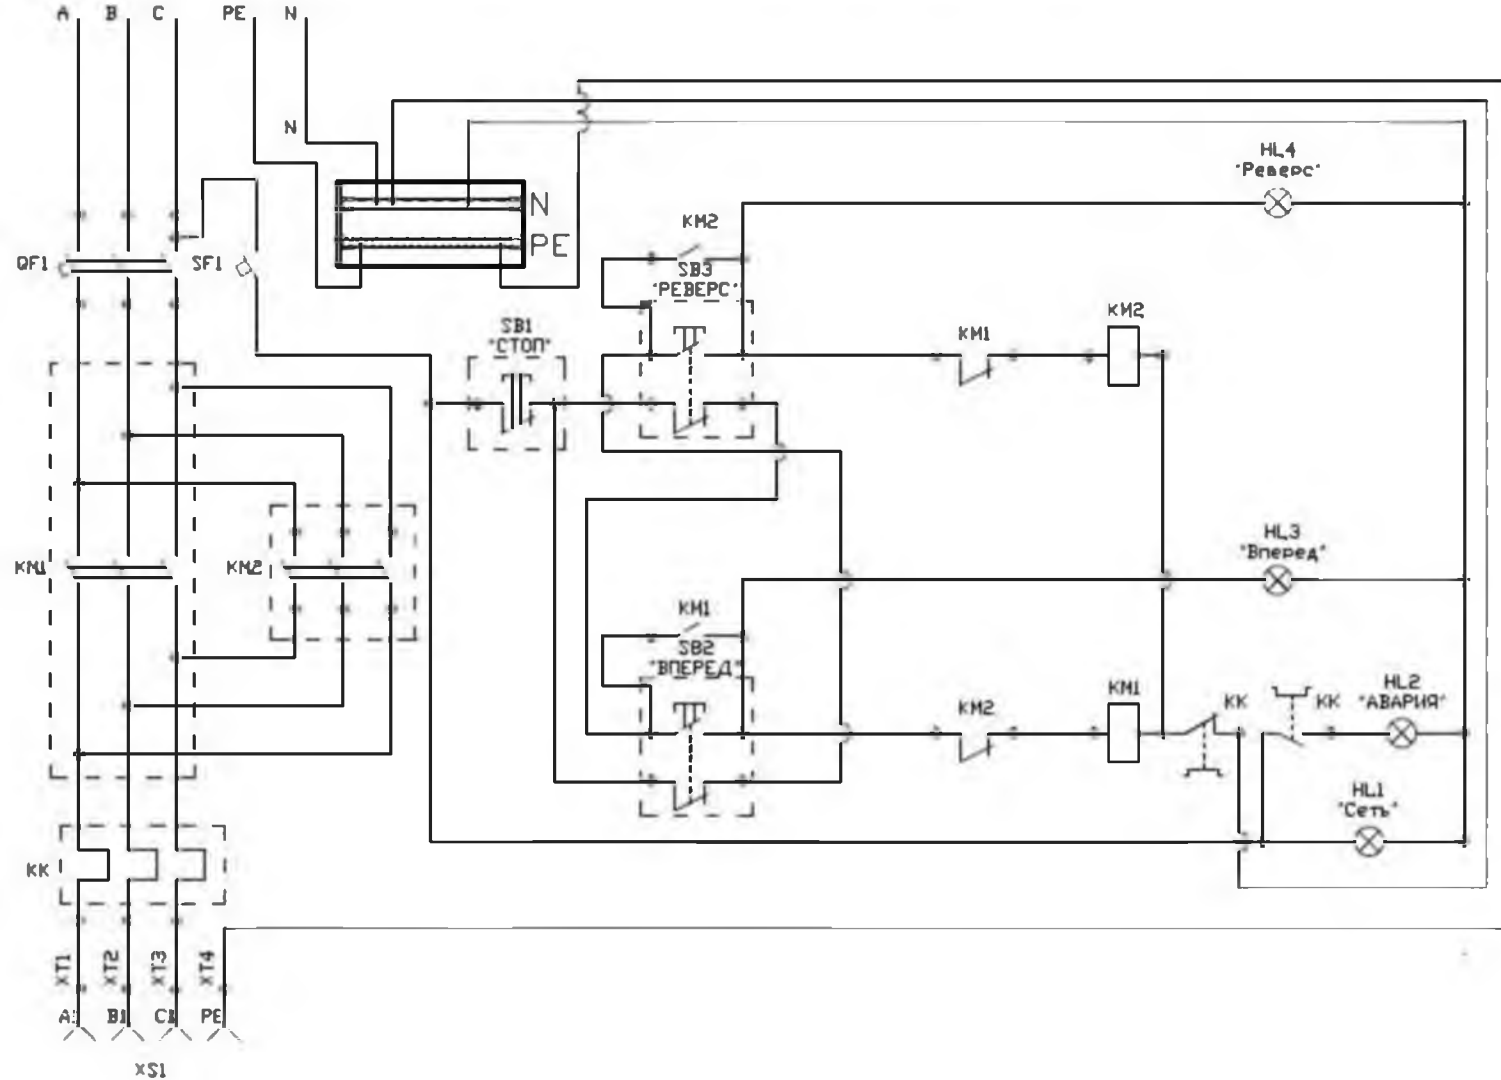 A B C PE N
N
HL4
"Реверс"
N
KM2
PE
QF1
SF1
SB3
"РЕВЕРС"
KM2
SB1
"СТОП"
KM1
HL3
"Вперед"
KM1
KM2
KM1
SB2
"ВПЕРЕД"
HL2
"АВАРИЯ"
KM1
KK
KK
KM2
HL1
"Сеть"
KK
XT1
XT2
XT3
XT4
A1
B1
C1
PE
XS1